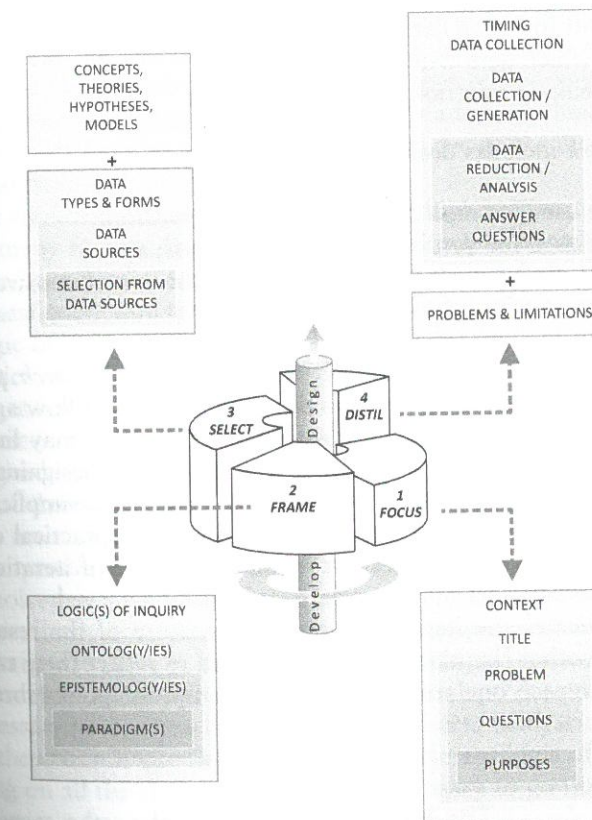 CONCEPTS,
THEORIES,
HYPOTHESES,
MODELS
+
DATA
TYPES & FORMS
DATA
SOURCES
SELECTION FROM
DATA SOURCES
TIMING
DATA COLLECTION
DATA
COLLECTION /
GENERATION
DATA
REDUCTION /
ANALYSIS
ANSWER
QUESTIONS
+
PROBLEMS & LIMITATIONS
3
SELECT
Design
4
DISTIL
2
FRAME
1
FOCUS
Develop
LOGIC(S) OF INQUIRY
ONTOLOG(Y/IES)
EPISTEMOLOG(Y/IES)
PARADIGM(S)
CONTEXT
TITLE
PROBLEM
QUESTIONS
PURPOSES